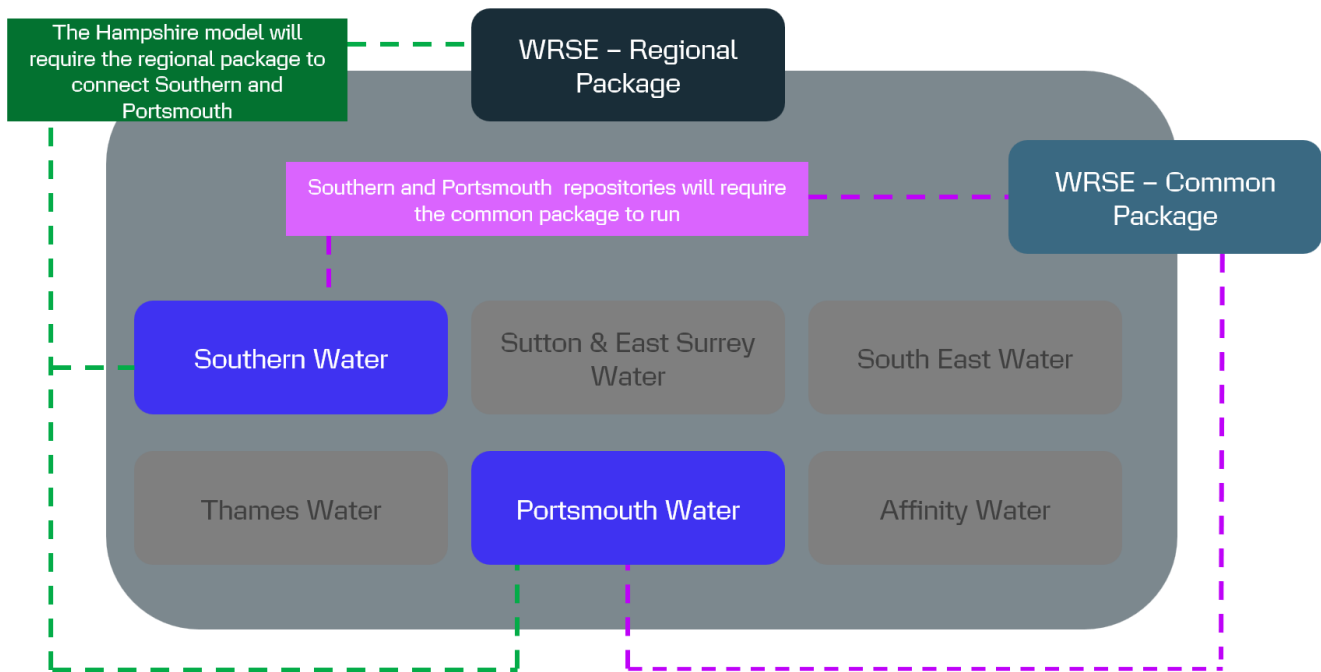 The Hampshire model will
require the regional package to
connect Southern and
Portsmouth
WRSE – Regional
Package
Southern and Portsmouth  repositories will require
the common package to run
WRSE – Common
Package
Southern Water
Sutton & East Surrey
Water
South East Water
Thames Water
Portsmouth Water
Affinity Water